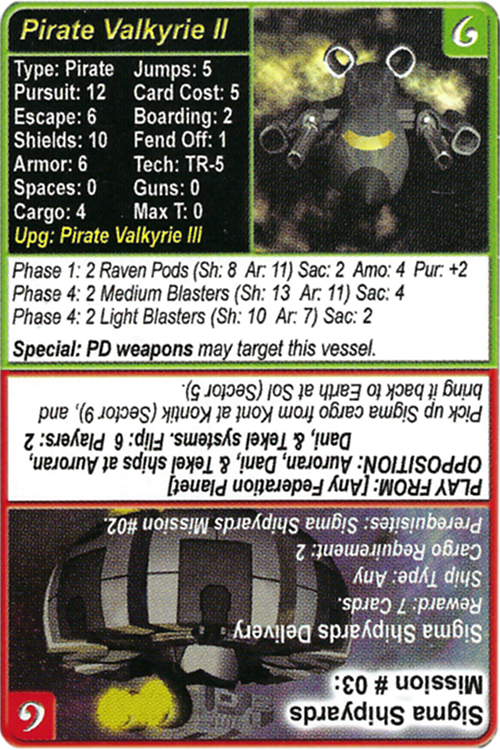 Pirate Valkyrie II
6
Type: Pirate Jumps: 5
Pursuit: 12 Card Cost: 5
Escape: 6 Boarding: 2
Shields: 10 Fend Off: 1
Armor: 6 Tech: TR-5
Spaces: 0 Guns: 0
Cargo: 4 Max T: 0
Upg: Pirate Valkyrie III
Phase 1: 2 Raven Pods (Sh: 8 Ar: 11) Sac: 2 Amo: 4 Pur: +2
Phase 4: 2 Medium Blasters (Sh: 13 Ar: 11) Sac: 4
Phase 4: 2 Light Blasters (Sh: 10 Ar: 7) Sac: 2
Special: PD weapons may target this vessel.
Sigma Shipyards
Mission # 03:
6
Sigma Shipyards Delivery
Reward: 7 Cards.
Ship Type: Any
Cargo Requirement: 2
Prerequisites: Sigma Shipyards Mission #02.
PLAY FROM: [Any Federation Planet]
OPPOSITION: Auroran, Dani, & Tekel ships at Auroran,
Dani, & Tekel systems. Flip: 6 Players 2
Pick up Sigma cargo from Kont at Kontik (Sector 9), and
bring it back to Earth at Sol (Sector 5).